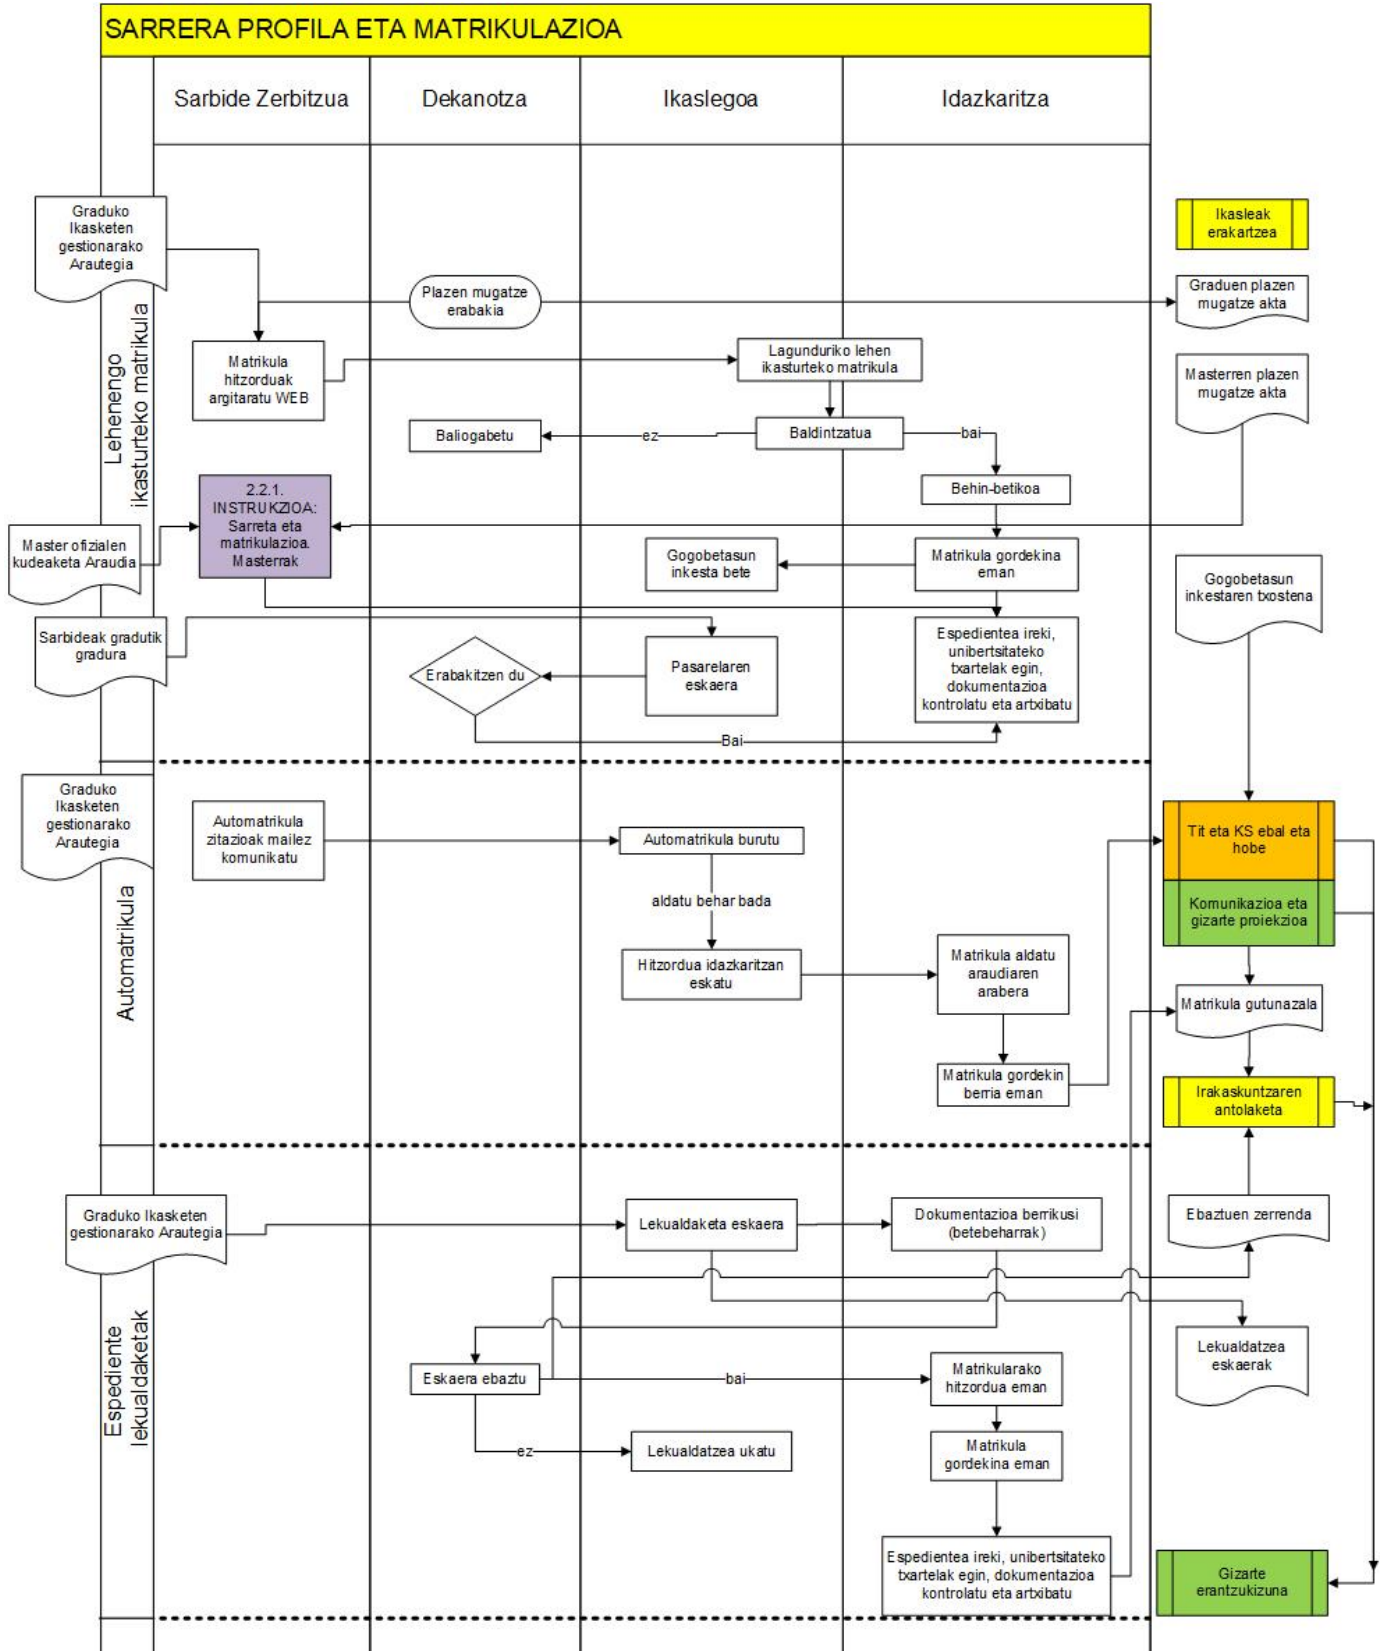 SARRERA PROFILA ETA MATRIKULAZIOA
Sarbide Zerbitzua
Dekanotza
Ikaslegoa
Idazkaritza
Lehenengo
ikasturteko matrikula
Graduko
Ikasketen
gestionarako
Arautegia
Ikasleak
erakartzea
Plazen mugatze
erabakia
Graduen plazen
mugatze akta
Matrikula
hitzorduak
argitaratu WEB
Lagunduriko lehen
ikasturteko matrikula
Masterren plazen
mugatze akta
Baliogabetu
ez
Baldintzatua
bai
2.2.1.
INSTRUKZIOA:
Sarreta eta
matrikulazioa.
Masterrak
Behin-betikoa
Master ofizialen
kudeaketa Araudia
Gogobetasun
inkesta bete
Matrikula gordekina
eman
Gogobetasun
inkestaren txostena
Sarbideak gradutik
gradura
Erabakitzen du
Pasarelaren
eskaera
Espedientea ireki,
unibertsitateko
txartelak egin,
dokumentazioa
kontrolatu eta artxibatu
Bai
Automatrikula
Graduko
Ikasketen
gestionarako
Arautegia
Automatrikula
zitazioak mailez
komunikatu
Automatrikula burutu
Tit eta KS ebal eta
hobe
aldatu behar bada
Komunikazioa eta
gizarte proiekzioa
Hitzordua idazkaritzan
eskatu
Matrikula aldatu
araudiaren
arabera
Matrikula gutunazala
Matrikula gordekin
berria eman
Irakaskuntzaren
antolaketa
Espediente
lekualdaketak
Graduko Ikasketen
gestionarako Arautegia
Lekualdaketa eskaera
Dokumentazioa berrikusi
(betebeharrak)
Ebaztuen zerrenda
Eskaera ebaztu
bai
Matrikularako
hitzordua eman
Lekualdatzea
eskaerak
ez
Lekualdatzea ukatu
Matrikula
gordekina eman
Espedientea ireki, unibertsitateko
txartelak egin, dokumentazioa
kontrolatu eta artxibatu
Gizarte
erantzukizuna